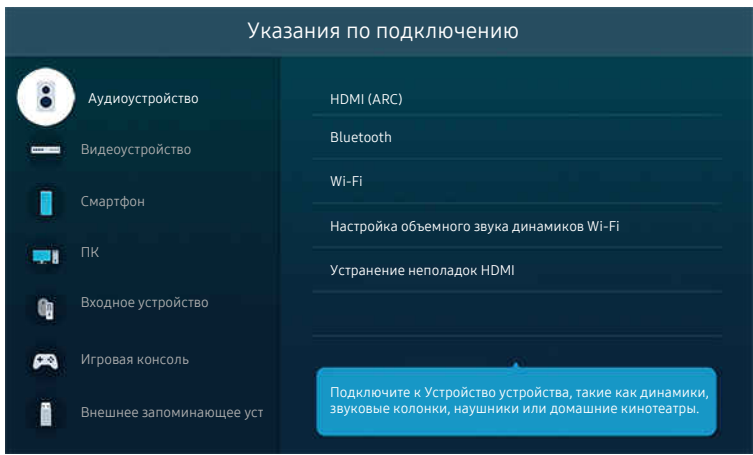 Указания по подключению
Аудиоустройство
Видеоустройство
Смартфон
ПК
Входное устройство
Игровая консоль
Внешнее запоминающее уст
HDMI (ARC)
Bluetooth
Wi-Fi
Настройка объемного звука динамиков Wi-Fi
Устранение неполадок HDMI
Подключите к Устройство устройства, такие как динамики,
звуковые колонки, наушники или домашние кинотеатры.